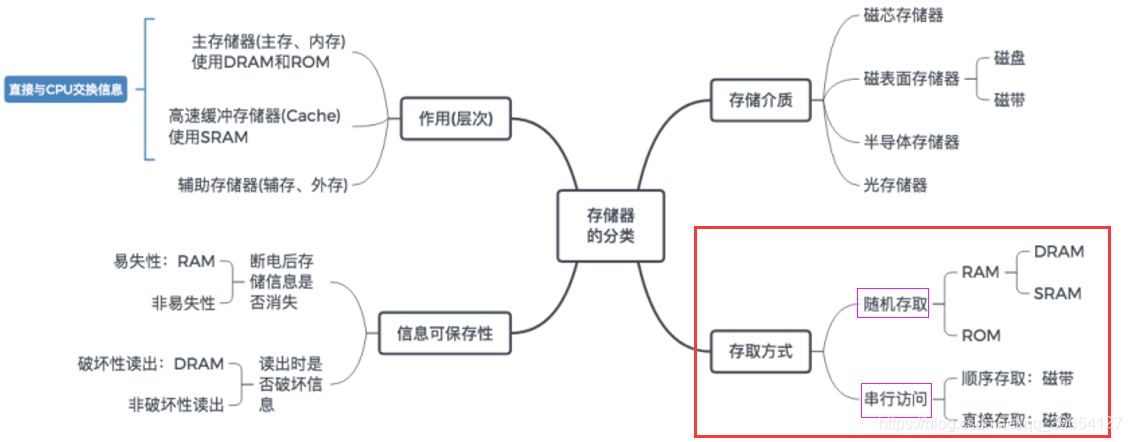 存储器
的分类
作用(层次)
主存储器(主存、内存)
使用DRAM和ROM
高速缓冲存储器(Cache)
使用SRAM
直接与CPU交换信息
辅助存储器(辅存、外存)
信息可保存性
断电后存
储信息是
否消失
易失性：RAM
非易失性
读出时是
否破坏信
息
破坏性读出：DRAM
非破坏性读出
存储介质
磁芯存储器
磁表面存储器
磁盘
磁带
半导体存储器
光存储器
存取方式
随机存取
RAM
DRAM
SRAM
ROM
串行访问
顺序存取：磁带
直接存取：磁盘